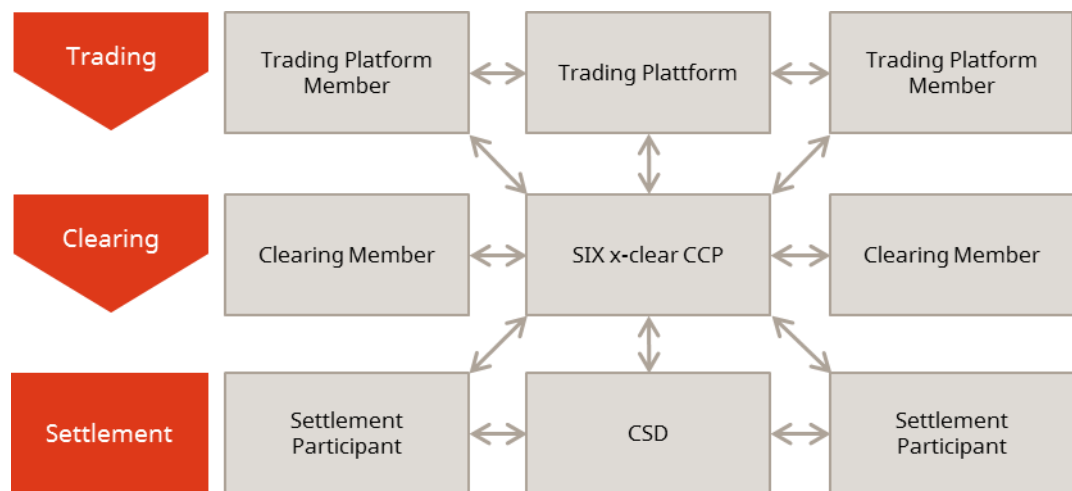 Trading
Trading Platform
Member
Trading Plattform
Trading Platform
Member
Clearing
Clearing Member
SIX x-clear CCP
Clearing Member
Settlement
Settlement
Participant
CSD
Settlement
Participant